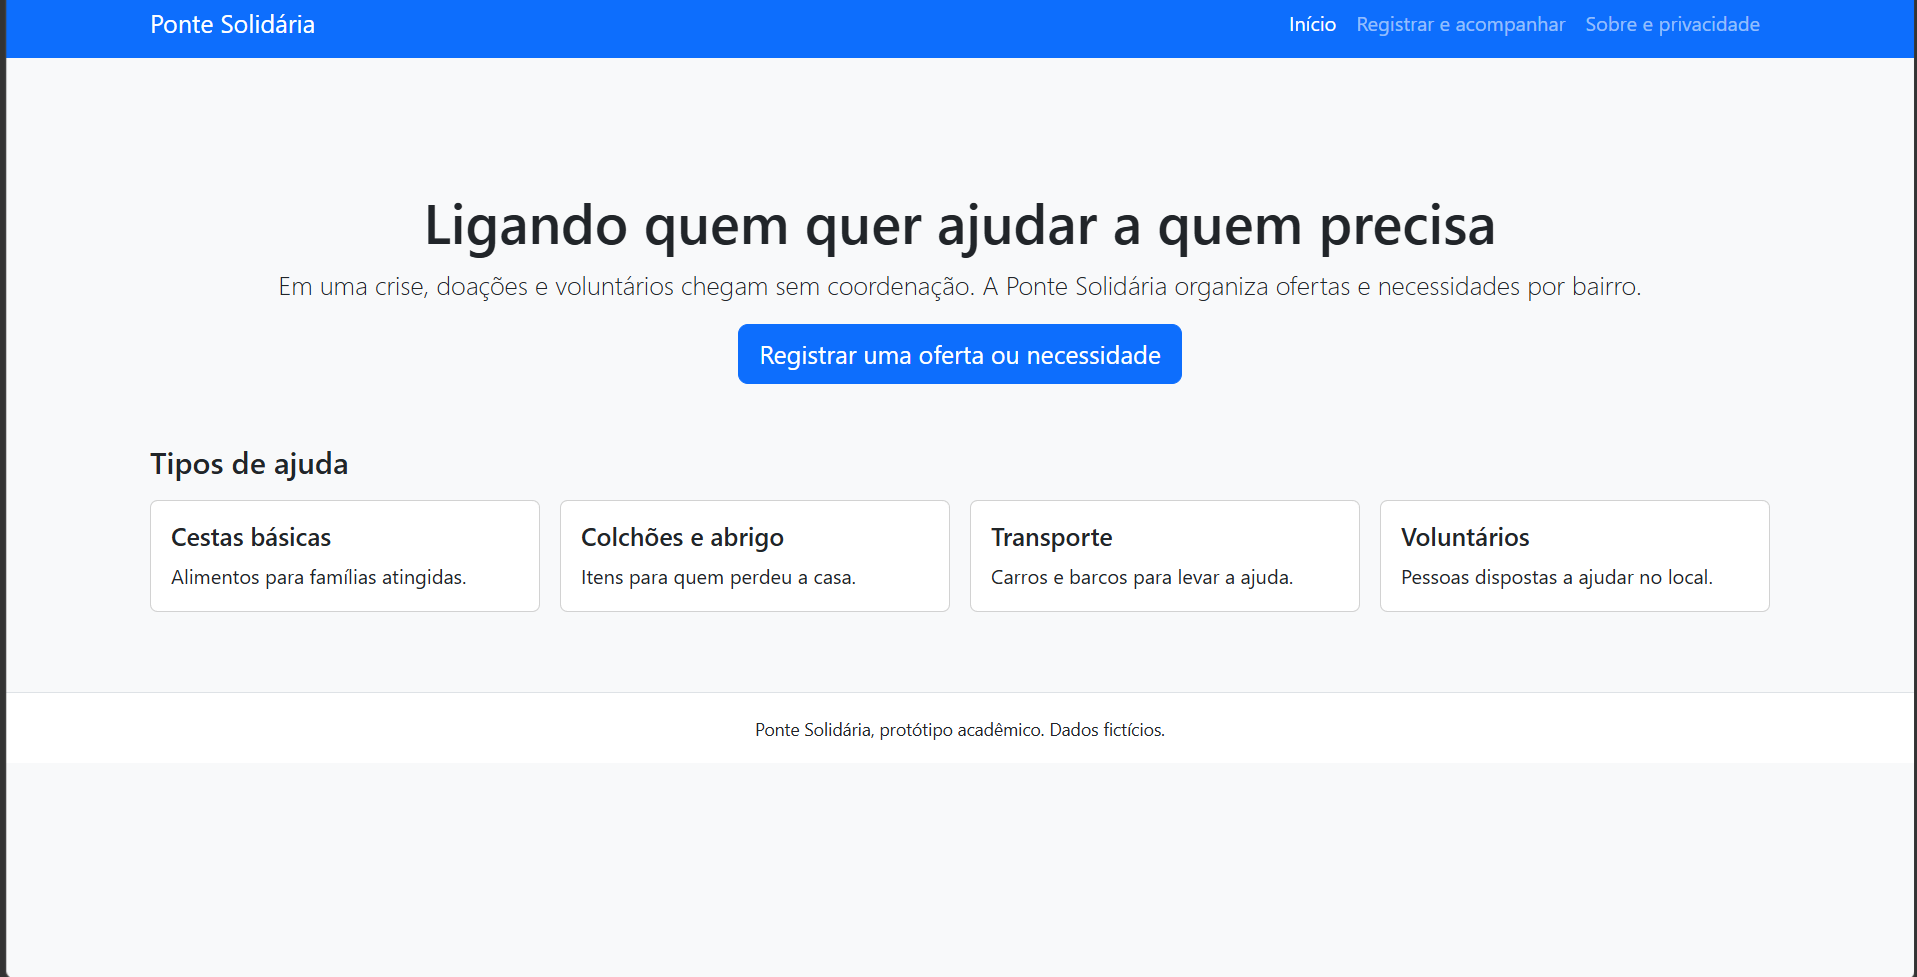 Ponte Solidária
Início Registrar e acompanhar Sobre e privacidade
Ligando quem quer ajudar a quem precisa
Em uma crise, doações e voluntários chegam sem coordenação. A Ponte Solidária organiza ofertas e necessidades por bairro.
Registrar uma oferta ou necessidade
Tipos de ajuda
Cestas básicas
Alimentos para famílias atingidas.
Colchões e abrigo
Itens para quem perdeu a casa.
Transporte
Carros e barcos para levar a ajuda.
Voluntários
Pessoas dispostas a ajudar no local.
Ponte Solidária, protótipo acadêmico. Dados fictícios.